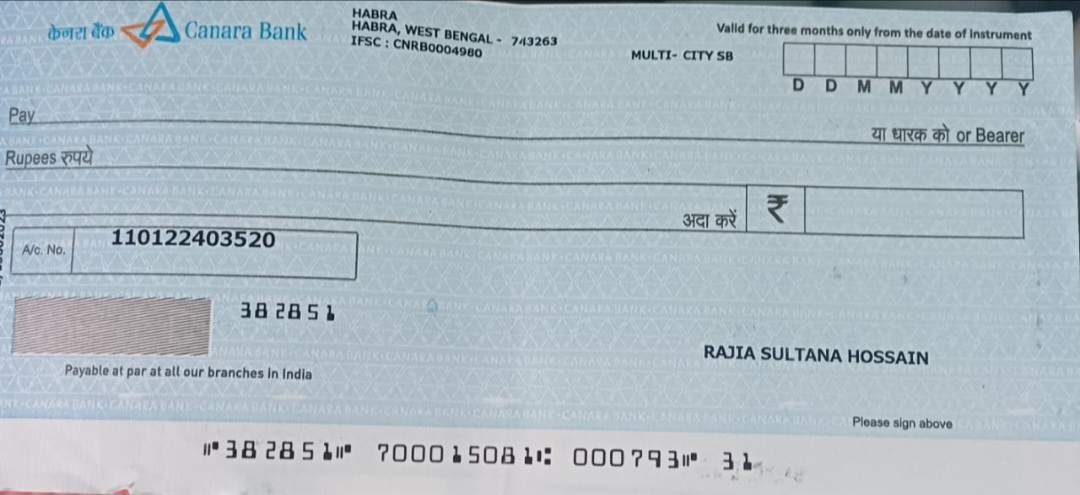 केनरा बैंक Canara Bank
HABRA
HABRA, WEST BENGAL - 743263
IFSC : CNRB0004980
MULTI- CITY SB
Valid for three months only from the date of Instrument
D D M M Y Y Y Y
Pay
या धारक को or Bearer
Rupees रुपये
अदा करें ₹
A/c. No. 110122403520
382851
RAJIA SULTANA HOSSAIN
Payable at par at all our branches in India
Please sign above
⑈382851⑈ 700015081⑆ 000793⑈ 31